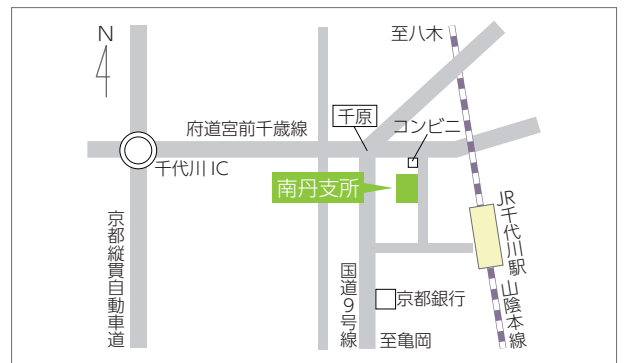 N
至八木
千原
コンビニ
府道宮前千歳線
千代川IC
南丹支所
JR千代川駅
京都縦貫自動車道
国道9号線
京都銀行
山陰本線
至亀岡